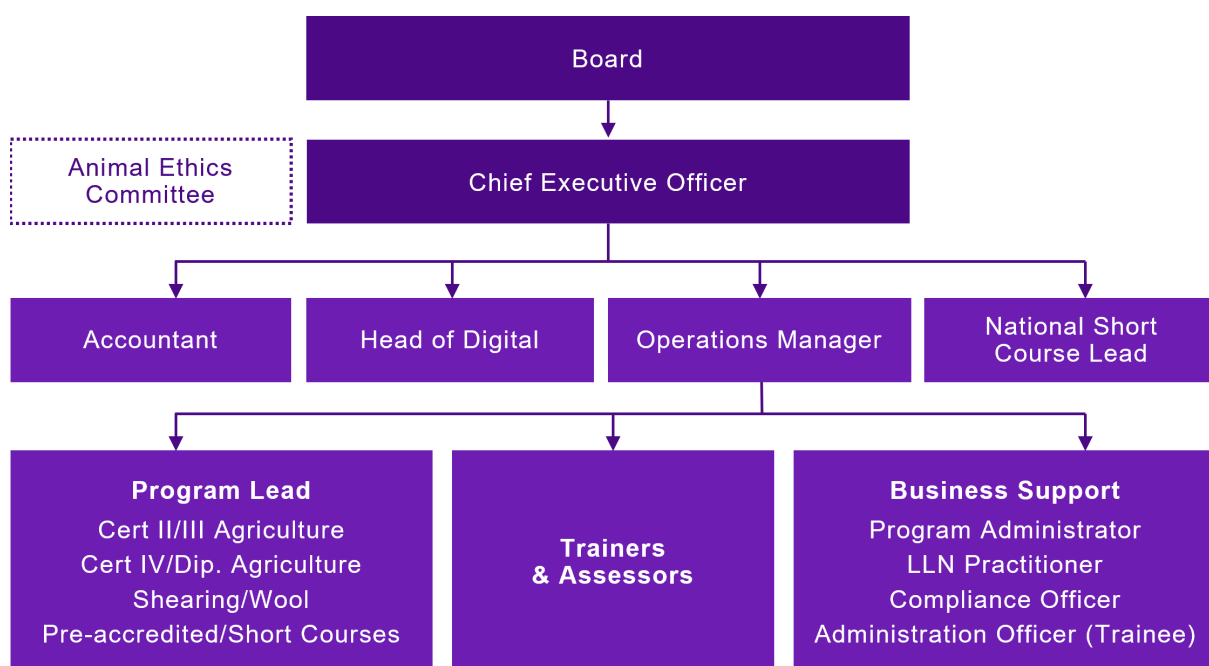 Board
Animal Ethics
Committee
Chief Executive Officer
Accountant
Head of Digital
Operations Manager
National Short
Course Lead
Program Lead
Cert II/III Agriculture
Cert IV/Dip. Agriculture
Shearing/Wool
Pre-accredited/Short Courses
Trainers
& Assessors
Business Support
Program Administrator
LLN Practitioner
Compliance Officer
Administration Officer (Trainee)